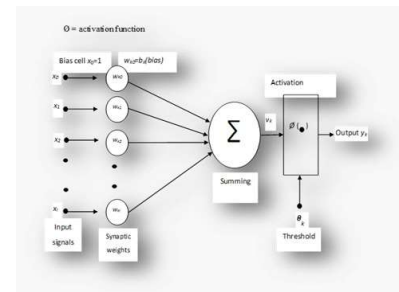 Ø = activation function
Bias cell x₀=1
wₖ₀=bₖ(bias)
Activation
x₀
wₖ₀
x₁
wₖ₁
x₂
wₖ₂
Σ
vₖ
Ø (.)
Output yₖ
Summing
xᵢ
Input
signals
Synaptic
weights
θₖ
Threshold